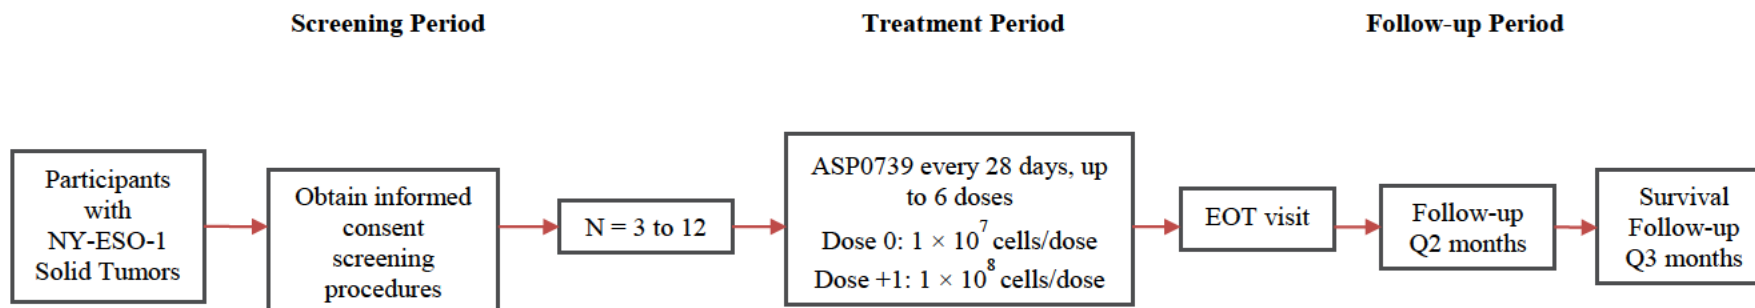 Screening Period
Treatment Period
Follow-up Period
Participants
with
NY-ESO-1
Solid Tumors
Obtain informed
consent
screening
procedures
N = 3 to 12
ASP0739 every 28 days, up
to 6 doses
Dose 0: 1 × 10⁷ cells/dose
Dose +1: 1 × 10⁸ cells/dose
EOT visit
Follow-up
Q2 months
Survival
Follow-up
Q3 months